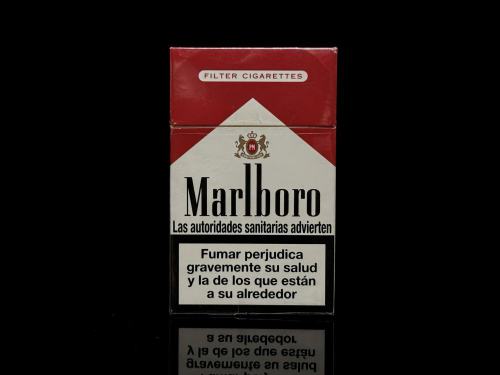 FILTER CIGARETTES
PM
Marlboro
Las autoridades sanitarias advierten
Fumar perjudica
gravemente su salud
y la de los que están
a su alrededor